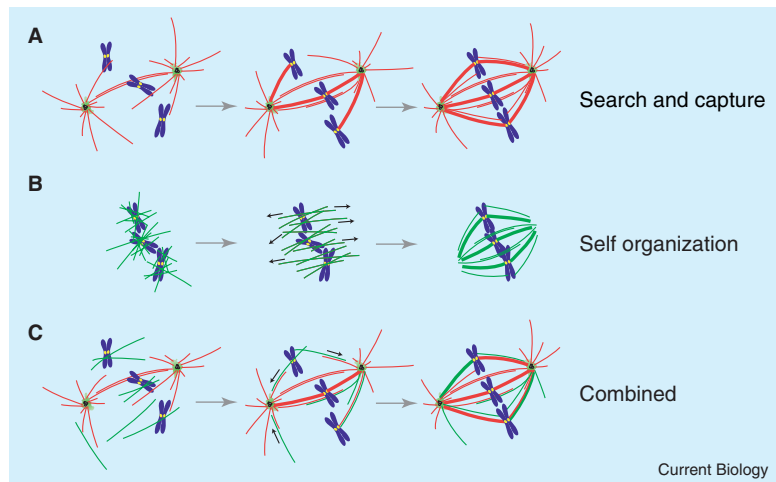 A
Search and capture
B
Self organization
C
Combined
Current Biology